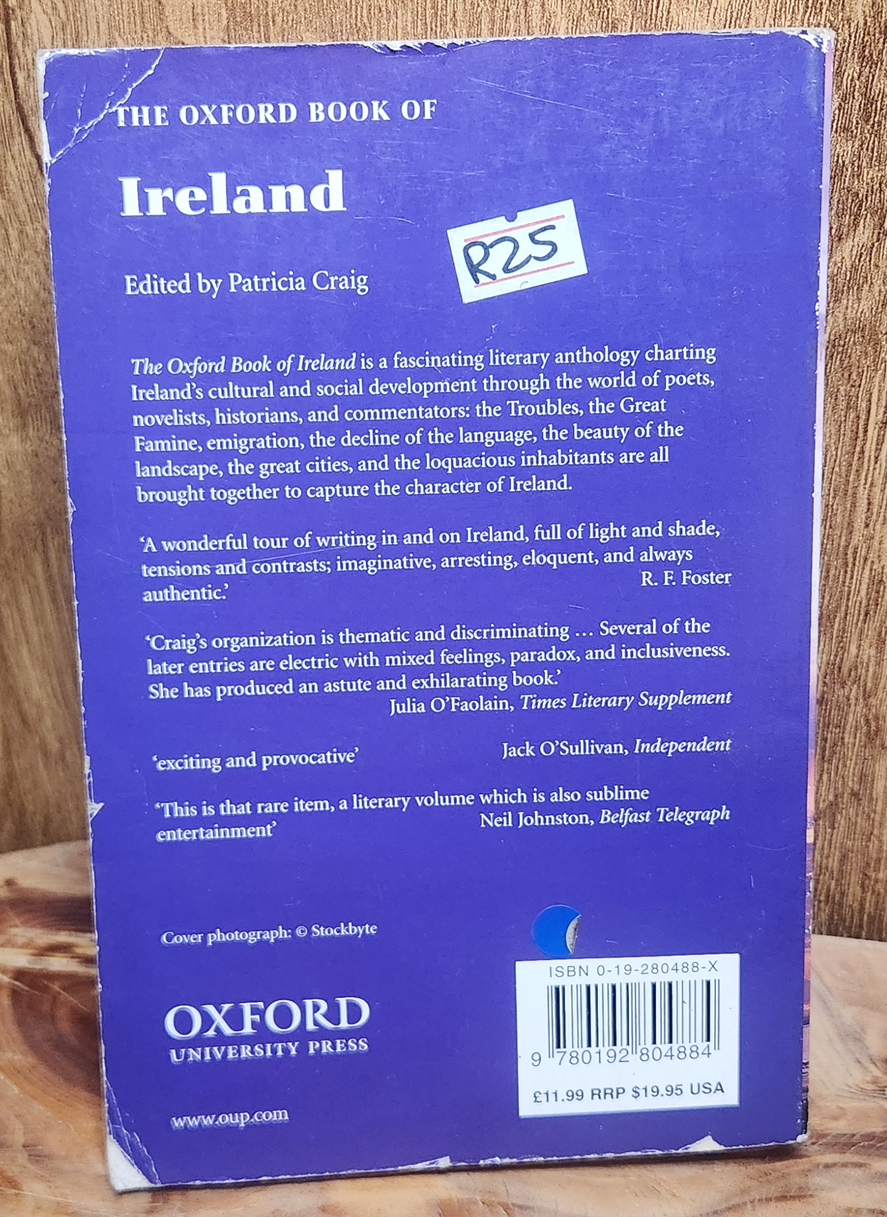 THE OXFORD BOOK OF
Ireland
R25
Edited by Patricia Craig
The Oxford Book of Ireland is a fascinating literary anthology charting
Ireland's cultural and social development through the world of poets,
novelists, historians, and commentators: the Troubles, the Great
Famine, emigration, the decline of the language, the beauty of the
landscape, the great cities, and the loquacious inhabitants are all
brought together to capture the character of Ireland.
'A wonderful tour of writing in and on Ireland, full of light and shade,
tensions and contrasts; imaginative, arresting, eloquent, and always
authentic.' R. F. Foster
'Craig's organization is thematic and discriminating … Several of the
later entries are electric with mixed feelings, paradox, and inclusiveness.
She has produced an astute and exhilarating book.'
Julia O'Faolain, Times Literary Supplement
'exciting and provocative' Jack O'Sullivan, Independent
'This is that rare item, a literary volume which is also sublime
entertainment' Neil Johnston, Belfast Telegraph
Cover photograph: © Stockbyte
OXFORD
UNIVERSITY PRESS
www.oup.com
ISBN 0-19-280488-X
9 780192 804884
£11.99 RRP $19.95 USA